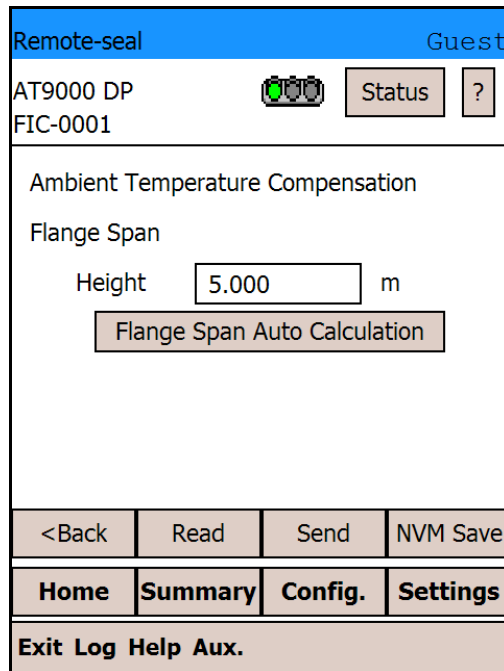 Remote-seal Guest
AT9000 DP Status ?
FIC-0001
Ambient Temperature Compensation
Flange Span
Height 5.000 m
Flange Span Auto Calculation
<Back Read Send NVM Save
Home Summary Config. Settings
Exit Log Help Aux.